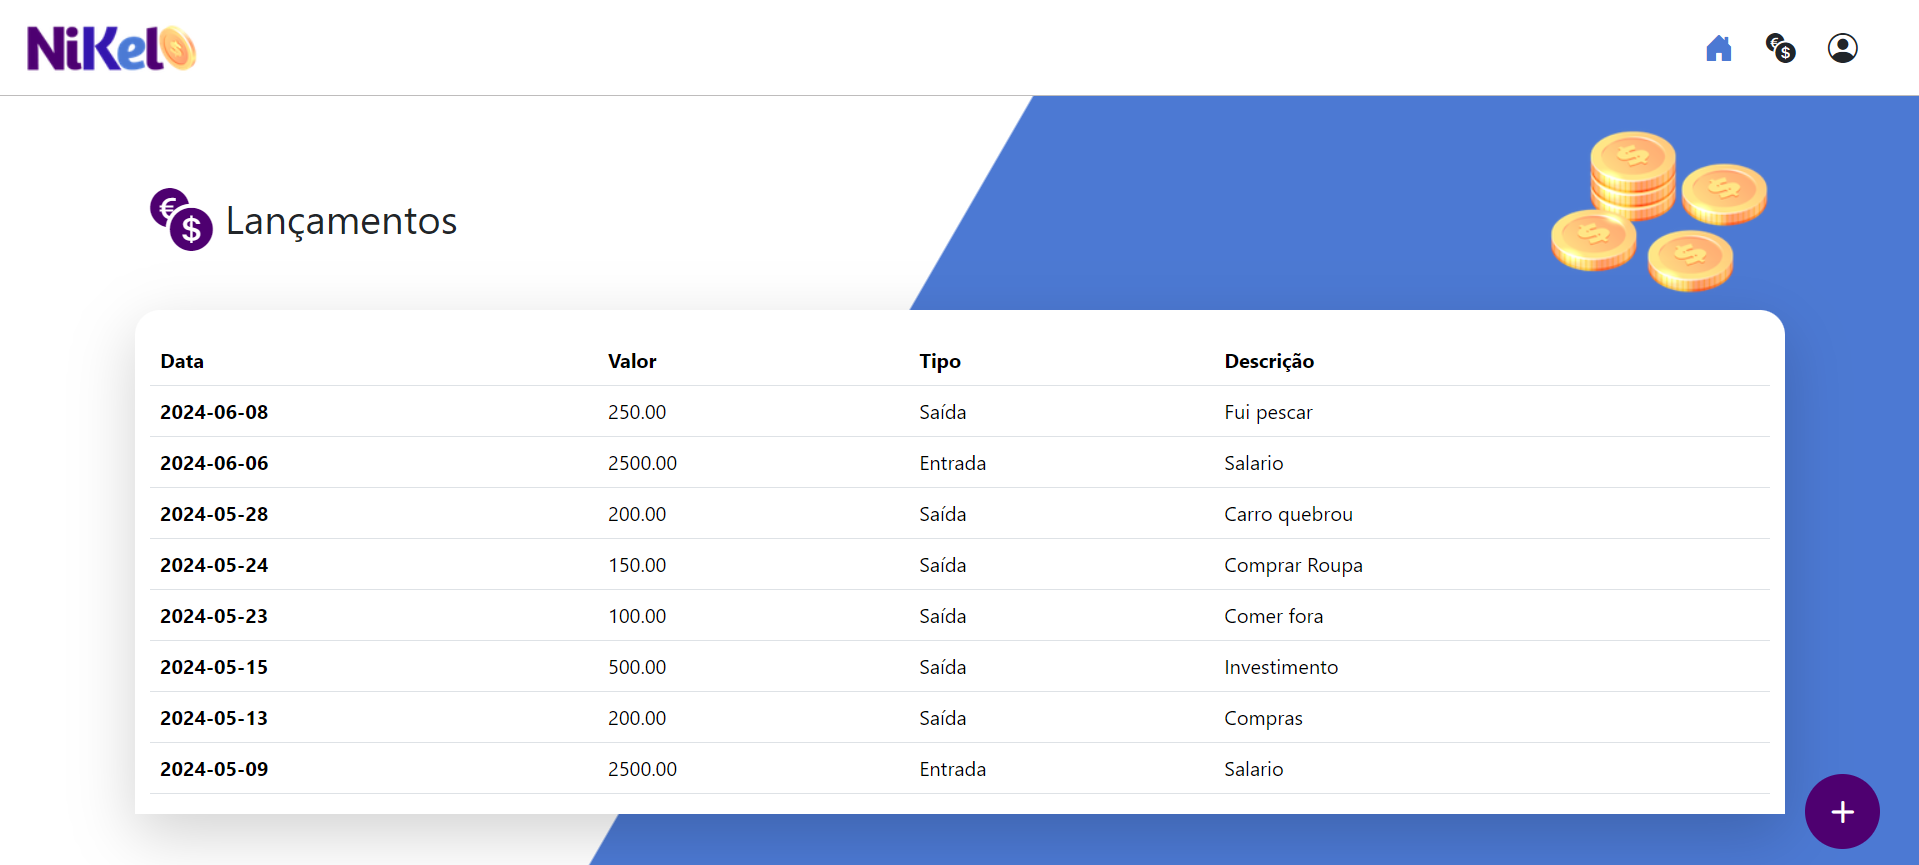 NiKel
Lançamentos
Data Valor Tipo Descrição
2024-06-08 250.00 Saída Fui pescar
2024-06-06 2500.00 Entrada Salario
2024-05-28 200.00 Saída Carro quebrou
2024-05-24 150.00 Saída Comprar Roupa
2024-05-23 100.00 Saída Comer fora
2024-05-15 500.00 Saída Investimento
2024-05-13 200.00 Saída Compras
2024-05-09 2500.00 Entrada Salario